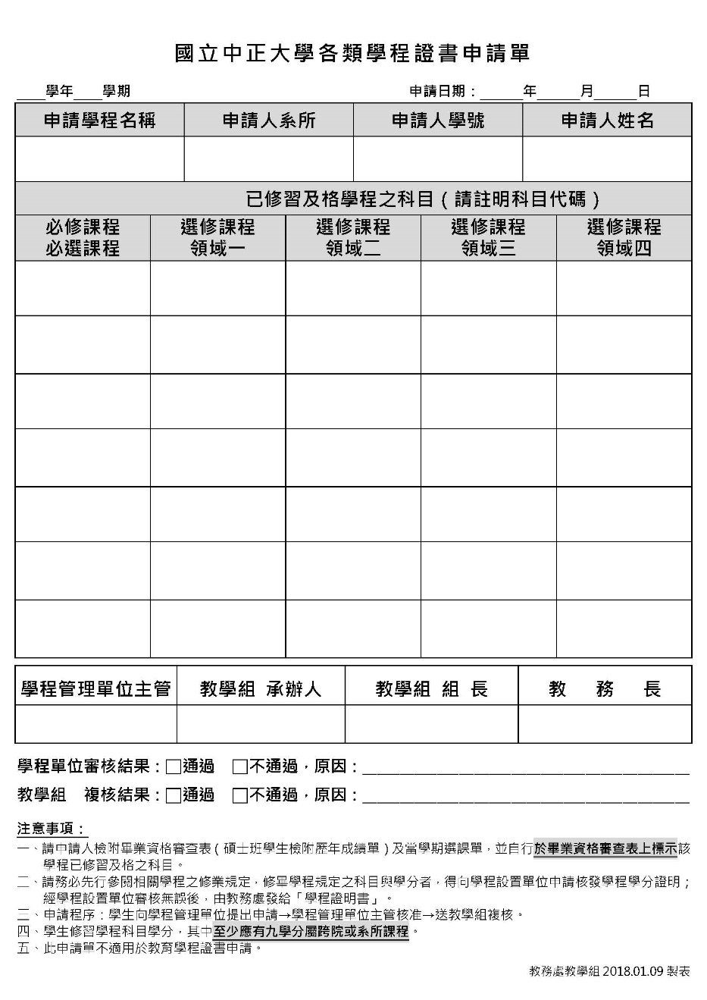 國立中正大學各類學程證書申請單
____學年____學期 申請日期：______年______月______日
申請學程名稱 申請人系所 申請人學號 申請人姓名
已修習及格學程之科目（請註明科目代碼）
必修課程 選修課程 選修課程 選修課程 選修課程
必選課程 領域一 領域二 領域三 領域四
學程管理單位主管 教學組 承辦人 教學組 組 長 教 務 長
學程單位審核結果：□通過 □不通過，原因：________________________________________
教學組 複核結果：□通過 □不通過，原因：________________________________________
注意事項：
一、請申請人檢附畢業資格審查表（碩士班學生檢附歷年成績單）及當學期選課單，並自行於畢業資格審查表上標示該
學程已修習及格之科目。
二、請務必先行參閱相關學程之修業規定，修畢學程規定之科目與學分者，得向學程設置單位申請核發學程學分證明；
經學程設置單位審核無誤後，由教務處發給「學程證明書」。
三、申請程序：學生向學程管理單位提出申請→學程管理單位主管核准→送教學組複核。
四、學生修習學程科目學分，其中至少應有九學分屬跨院或系所課程。
五、此申請單不適用於教育學程證書申請。
教務處教學組 2018.01.09 製表